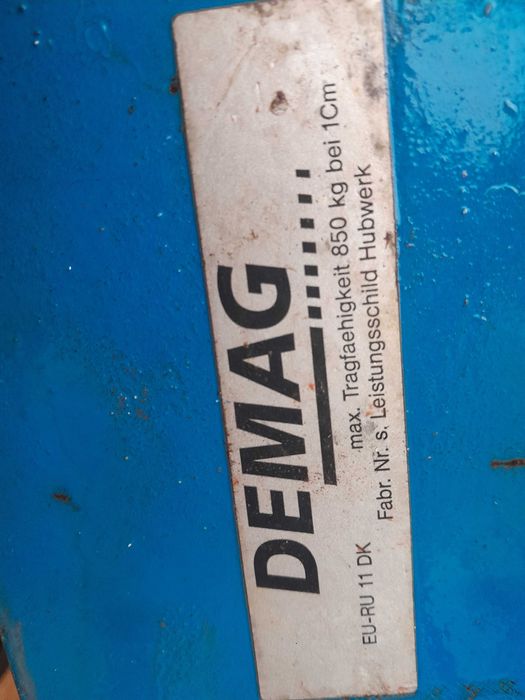 DEMAG
max. Tragfaehigkeit 850 kg bei 1Cm
EU-RU 11 DK Fabr. Nr. s. Leistungsschild Hubwerk